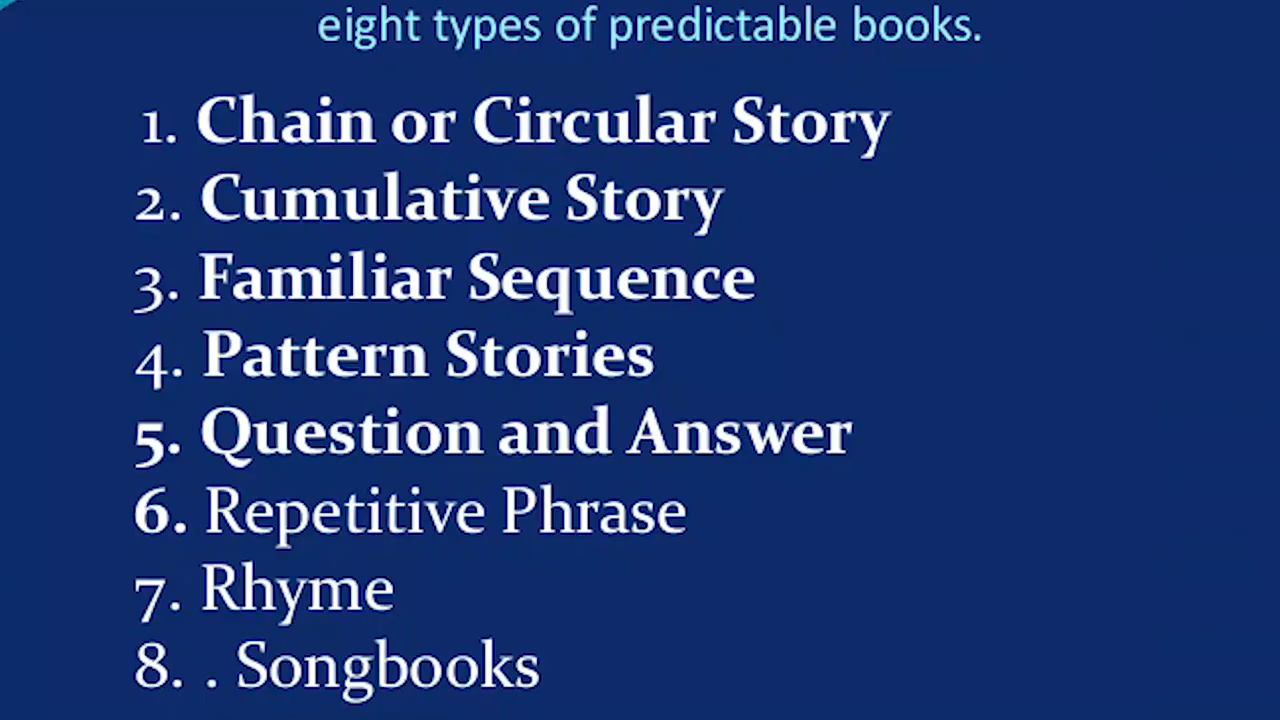 eight types of predictable books.
1. Chain or Circular Story
2. Cumulative Story
3. Familiar Sequence
4. Pattern Stories
5. Question and Answer
6. Repetitive Phrase
7. Rhyme
8. . Songbooks